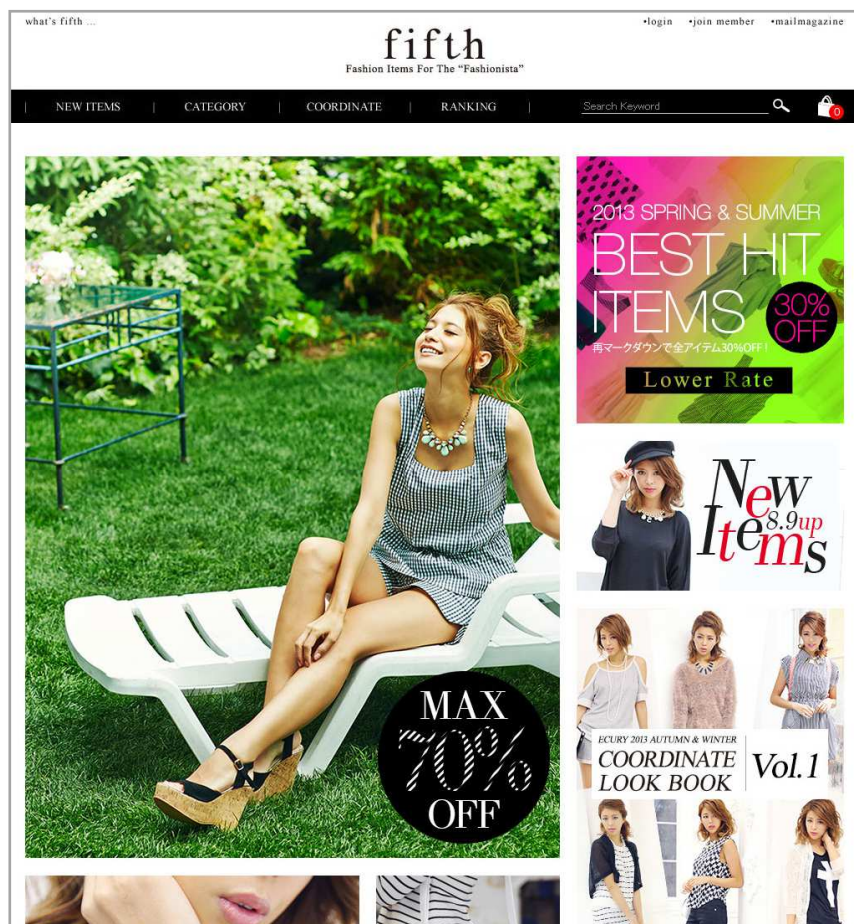 what's fifth ...
•login •join member •mailmagazine
fifth
Fashion Items For The “Fashionista”
NEW ITEMS
CATEGORY
COORDINATE
RANKING
Search Keyword
0
MAX
70%
OFF
2013 SPRING & SUMMER
BEST HIT
ITEMS
30%
OFF
再マークダウンで全アイテム30%OFF！
Lower Rate
New
8.9up
Items
ECURY 2013 AUTUMN & WINTER
COORDINATE
LOOK BOOK
Vol.1